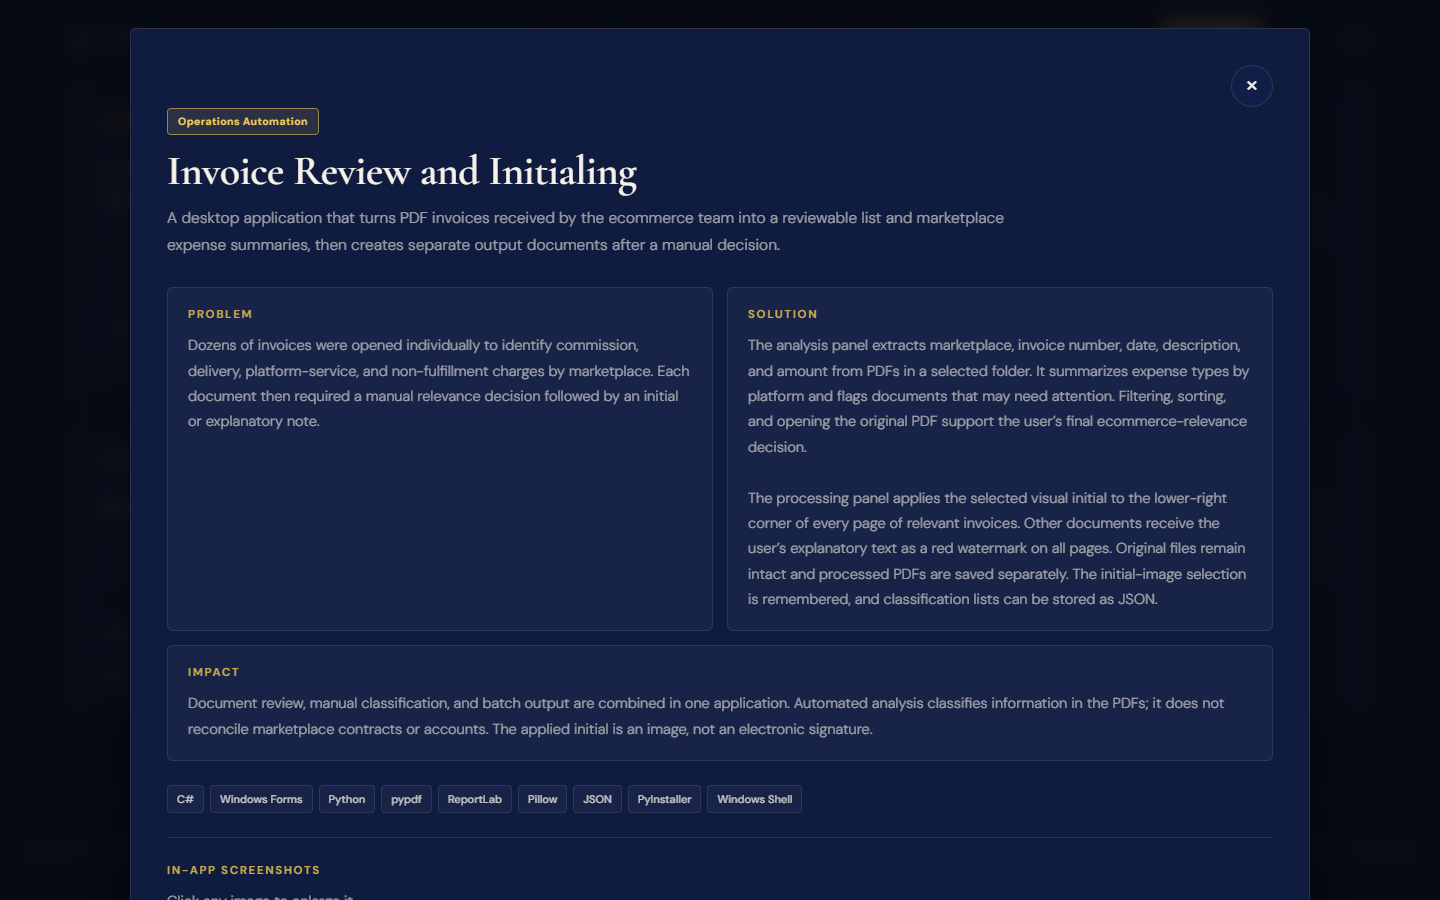 Operations Automation
Invoice Review and Initialing
A desktop application that turns PDF invoices received by the ecommerce team into a reviewable list and marketplace
expense summaries, then creates separate output documents after a manual decision.
PROBLEM
Dozens of invoices were opened individually to identify commission,
delivery, platform-service, and non-fulfillment charges by marketplace. Each
document then required a manual relevance decision followed by an initial
or explanatory note.
SOLUTION
The analysis panel extracts marketplace, invoice number, date, description,
and amount from PDFs in a selected folder. It summarizes expense types by
platform and flags documents that may need attention. Filtering, sorting,
and opening the original PDF support the user’s final ecommerce-relevance
decision.
The processing panel applies the selected visual initial to the lower-right
corner of every page of relevant invoices. Other documents receive the
user’s explanatory text as a red watermark on all pages. Original files remain
intact and processed PDFs are saved separately. The initial-image selection
is remembered, and classification lists can be stored as JSON.
IMPACT
Document review, manual classification, and batch output are combined in one application. Automated analysis classifies information in the PDFs; it does not
reconcile marketplace contracts or accounts. The applied initial is an image, not an electronic signature.
C#
Windows Forms
Python
pypdf
ReportLab
Pillow
JSON
PyInstaller
Windows Shell
IN-APP SCREENSHOTS
Click any image to enlarge it